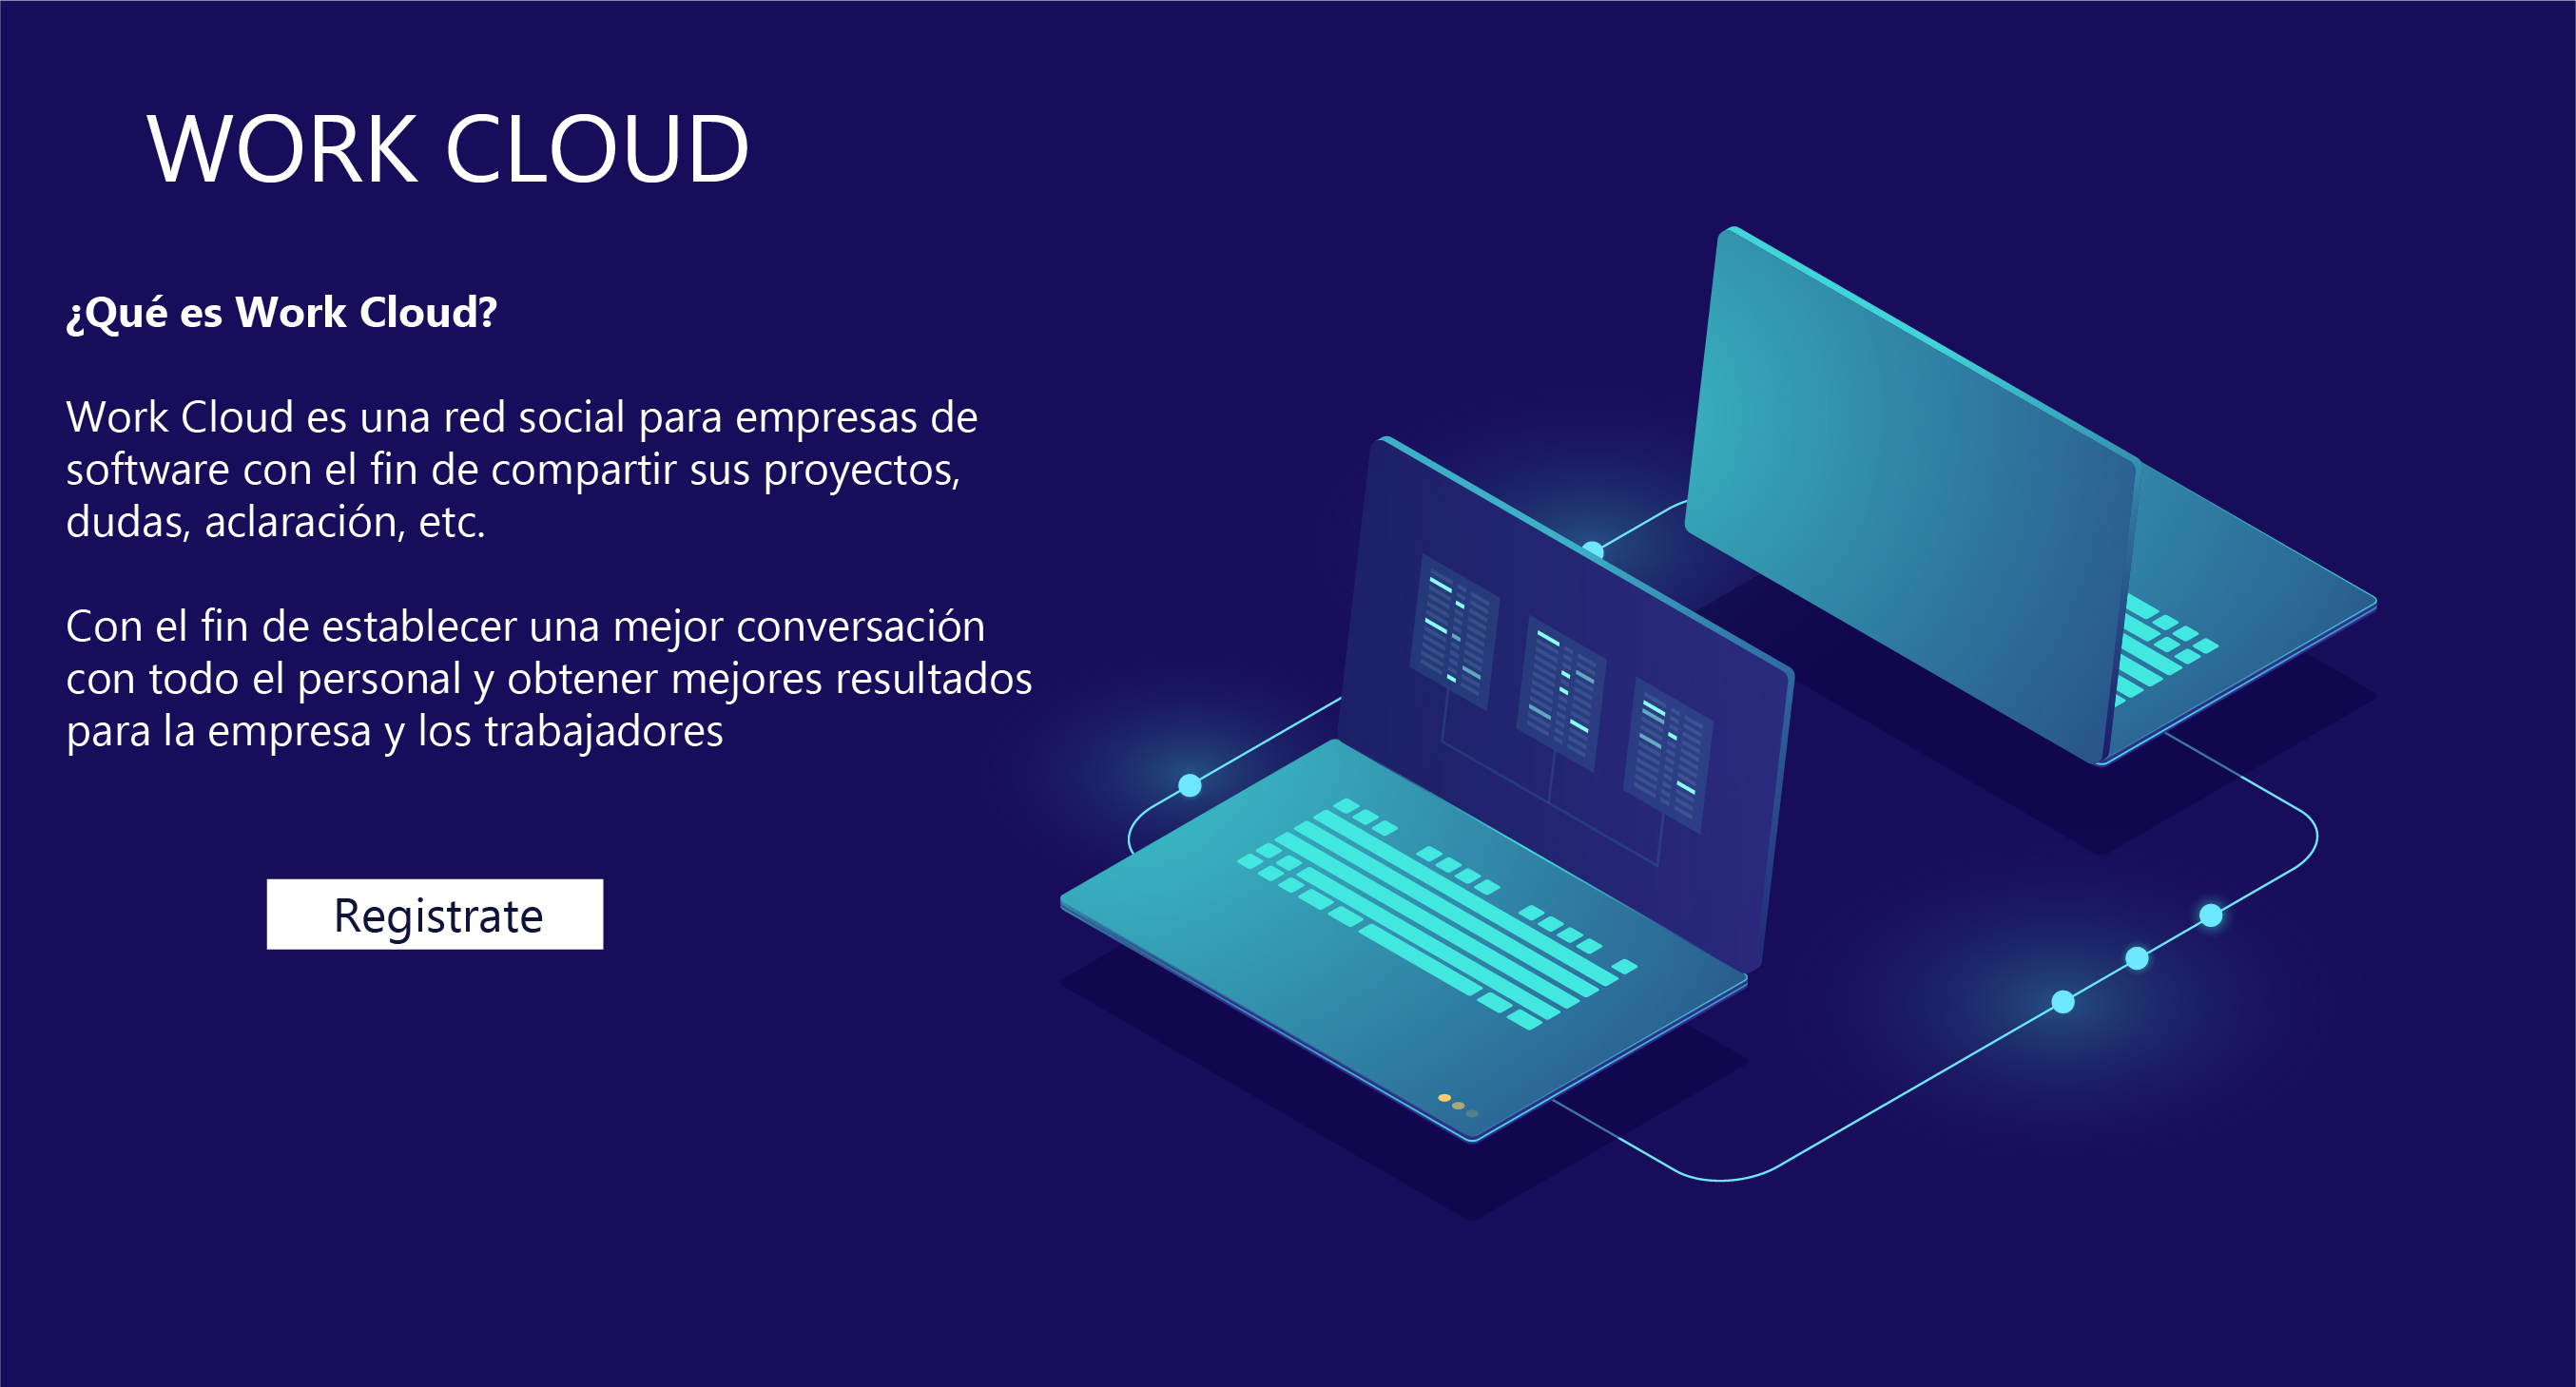 WORK CLOUD
¿Qué es Work Cloud?
Work Cloud es una red social para empresas de
software con el fin de compartir sus proyectos,
dudas, aclaración, etc.
Con el fin de establecer una mejor conversación
con todo el personal y obtener mejores resultados
para la empresa y los trabajadores
Registrate